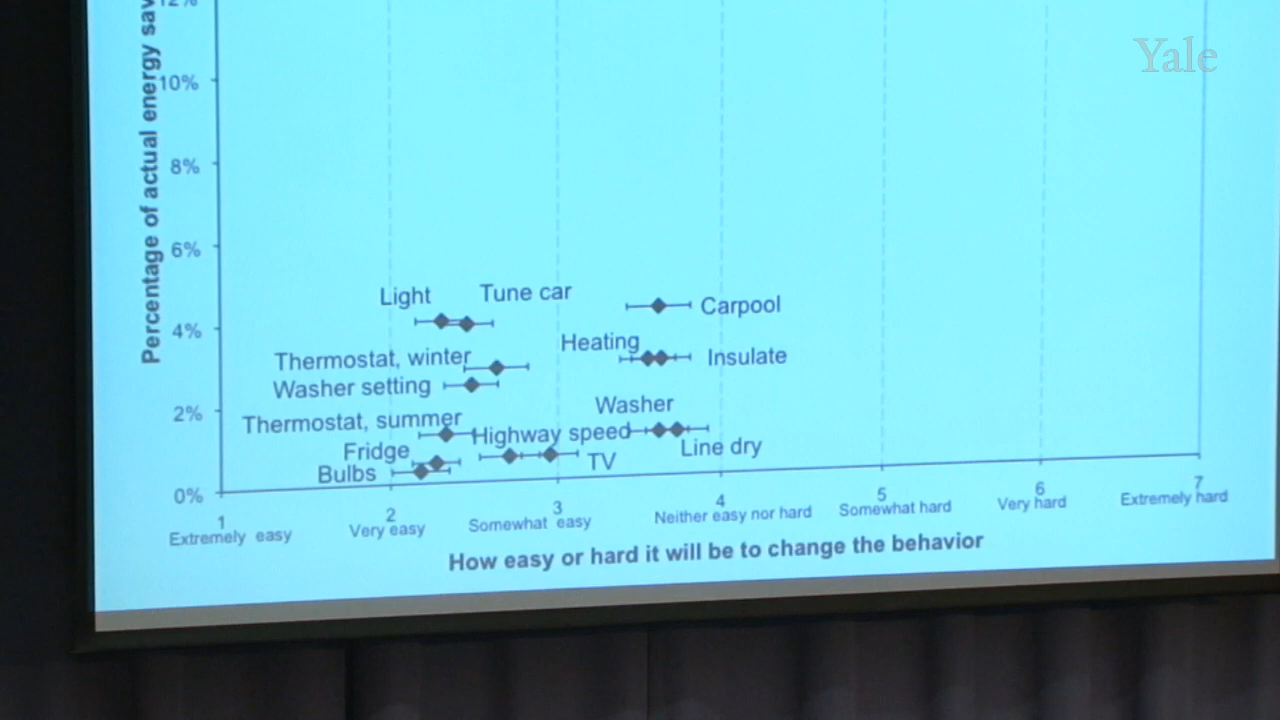 Yale
Percentage of actual energy
12%
10%
8%
6%
4%
2%
0%
Light
Tune car
Carpool
Thermostat, winter
Heating
Insulate
Washer setting
Washer
Thermostat, summer
Highway speed
Line dry
Fridge
TV
Bulbs
1
2
3
4
5
6
7
Extremely easy
Very easy
Somewhat easy
Neither easy nor hard
Somewhat hard
Very hard
Extremely hard
How easy or hard it will be to change the behavior